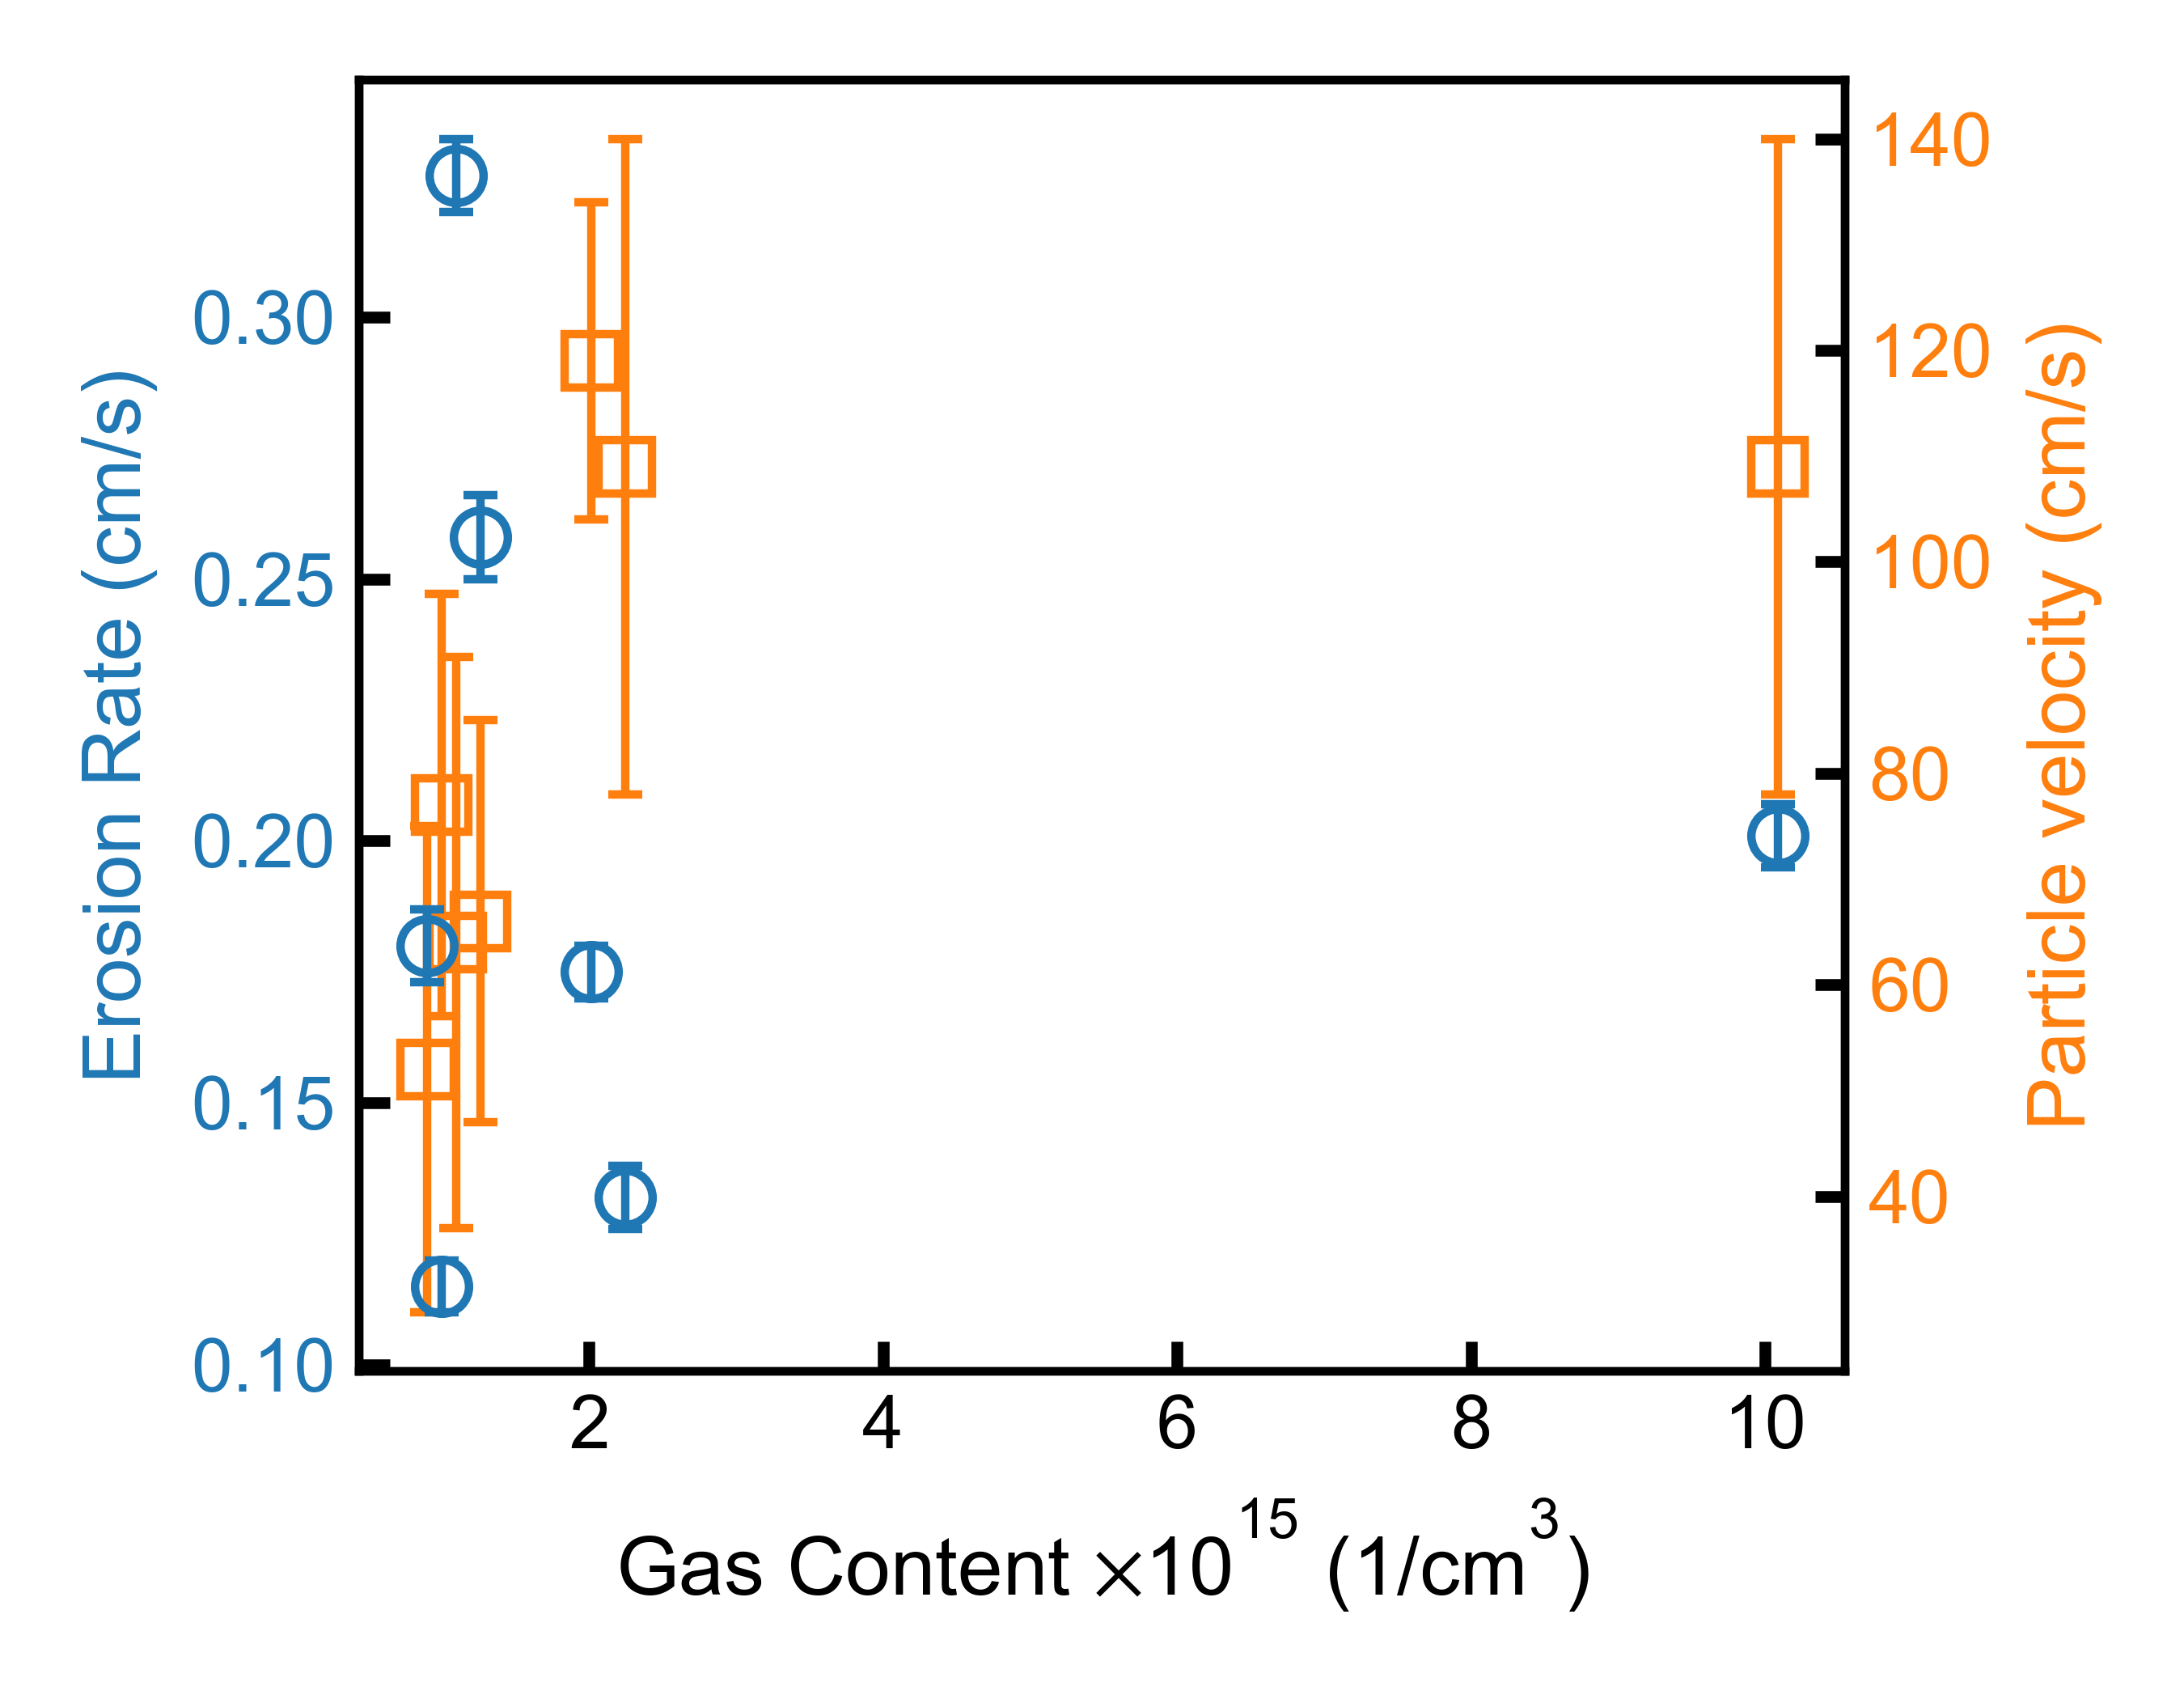 Erosion Rate (cm/s)
0.30
0.25
0.20
0.15
0.10
140
120
100
80
60
40
Particle velocity (cm/s)
2 4 6 8 10
Gas Content ×10¹⁵ (1/cm³)